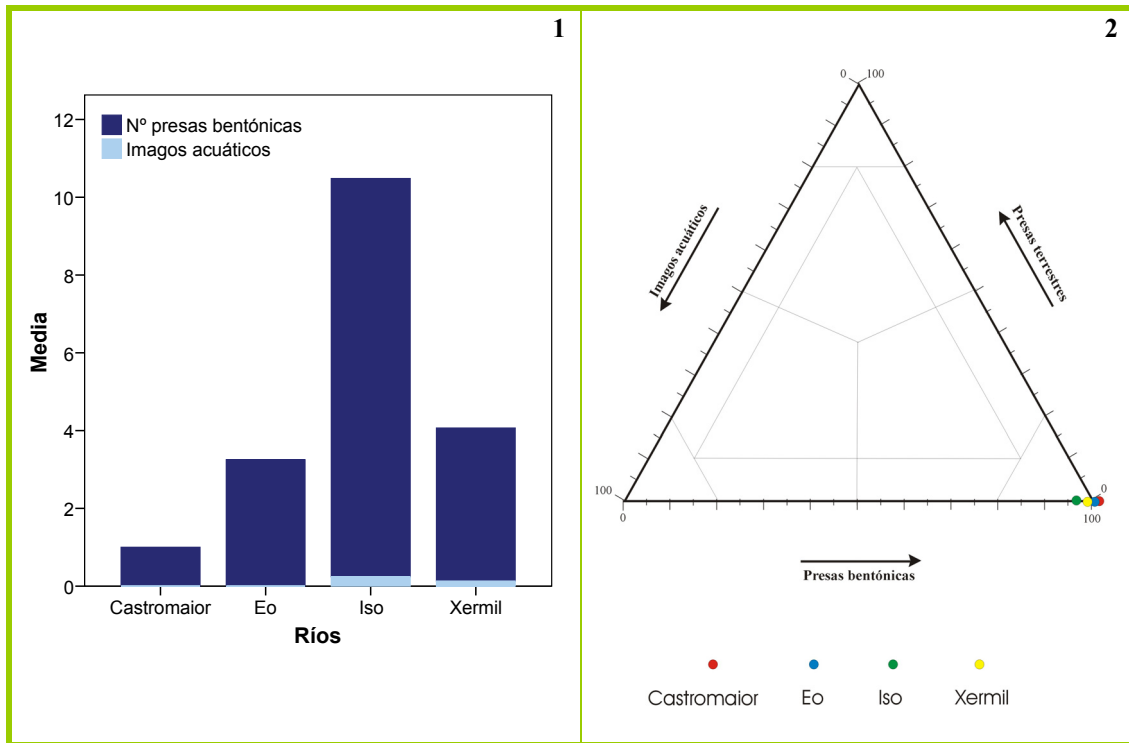 1
12
10
8
6
4
2
0
Media
Nº presas bentónicas
Imagos acuáticos
Castromaior Eo Iso Xermil
Ríos
2
0 100
Imagos acuáticos
Presas terrestres
100 0
0 100
Presas bentónicas
Castromaior Eo Iso Xermil